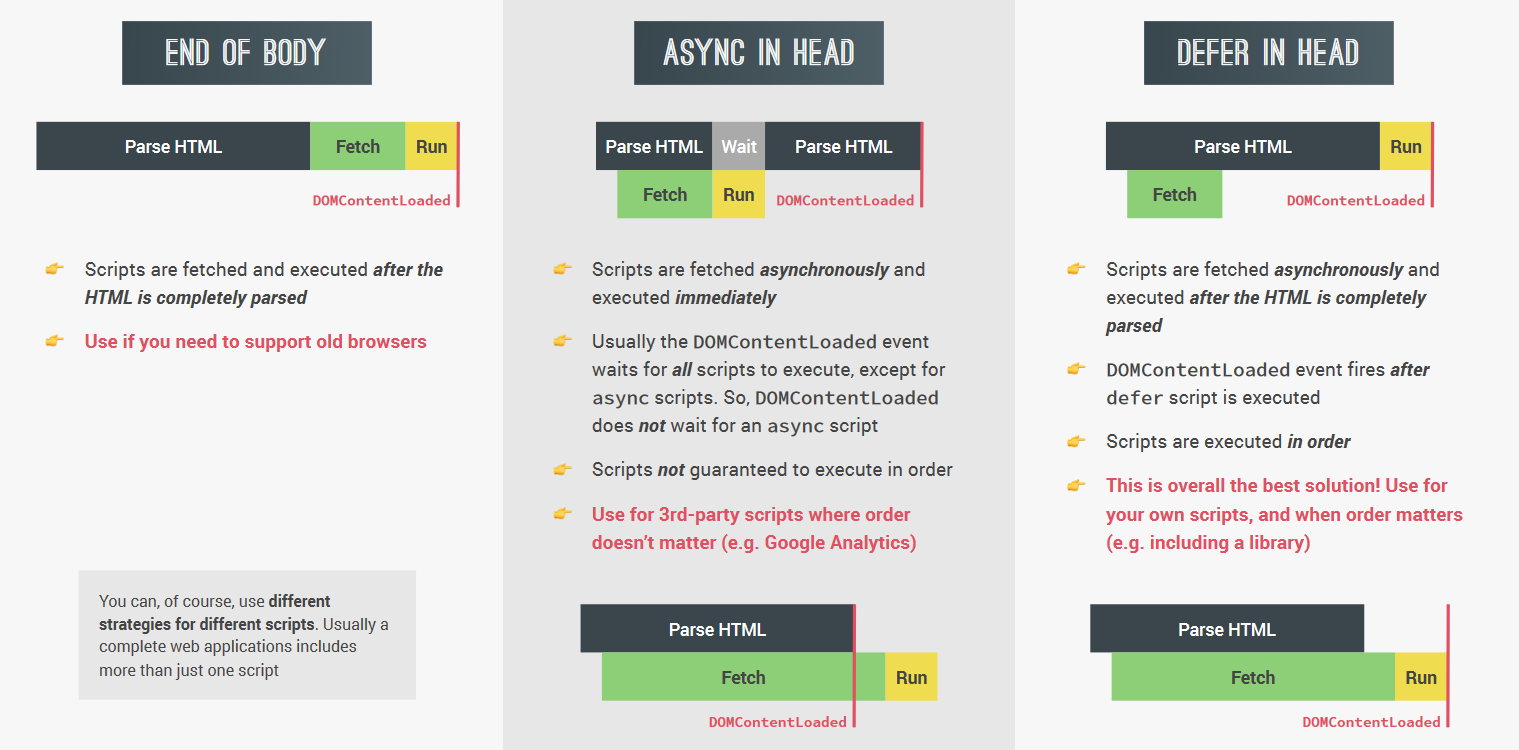 END OF BODY
Parse HTML
Fetch
Run
DOMContentLoaded
Scripts are fetched and executed after the
HTML is completely parsed
Use if you need to support old browsers
You can, of course, use different
strategies for different scripts. Usually a
complete web applications includes
more than just one script
ASYNC IN HEAD
Parse HTML
Wait
Parse HTML
Fetch
Run
DOMContentLoaded
Scripts are fetched asynchronously and
executed immediately
Usually the DOMContentLoaded event
waits for all scripts to execute, except for
async scripts. So, DOMContentLoaded
does not wait for an async script
Scripts not guaranteed to execute in order
Use for 3rd-party scripts where order
doesn’t matter (e.g. Google Analytics)
Parse HTML
Fetch
Run
DOMContentLoaded
DEFER IN HEAD
Parse HTML
Run
Fetch
DOMContentLoaded
Scripts are fetched asynchronously and
executed after the HTML is completely
parsed
DOMContentLoaded event fires after
defer script is executed
Scripts are executed in order
This is overall the best solution! Use for
your own scripts, and when order matters
(e.g. including a library)
Parse HTML
Fetch
Run
DOMContentLoaded